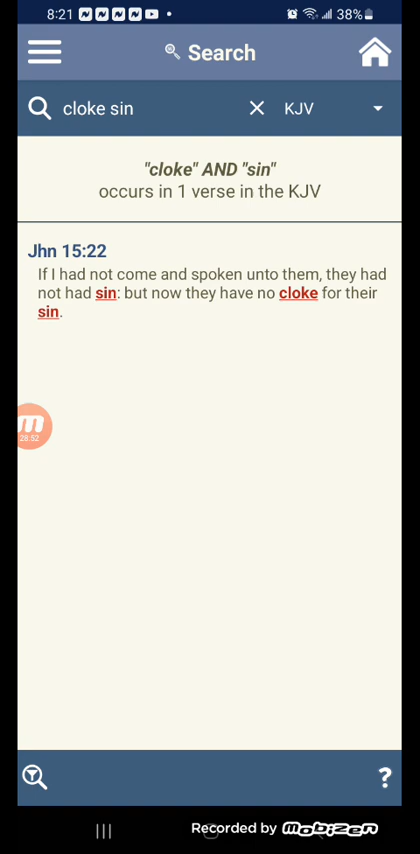 8:21 38%
Search
cloke sin KJV
"cloke" AND "sin"
occurs in 1 verse in the KJV
Jhn 15:22
If I had not come and spoken unto them, they had
not had sin: but now they have no cloke for their
sin.
28:52
?
Recorded by mobizen